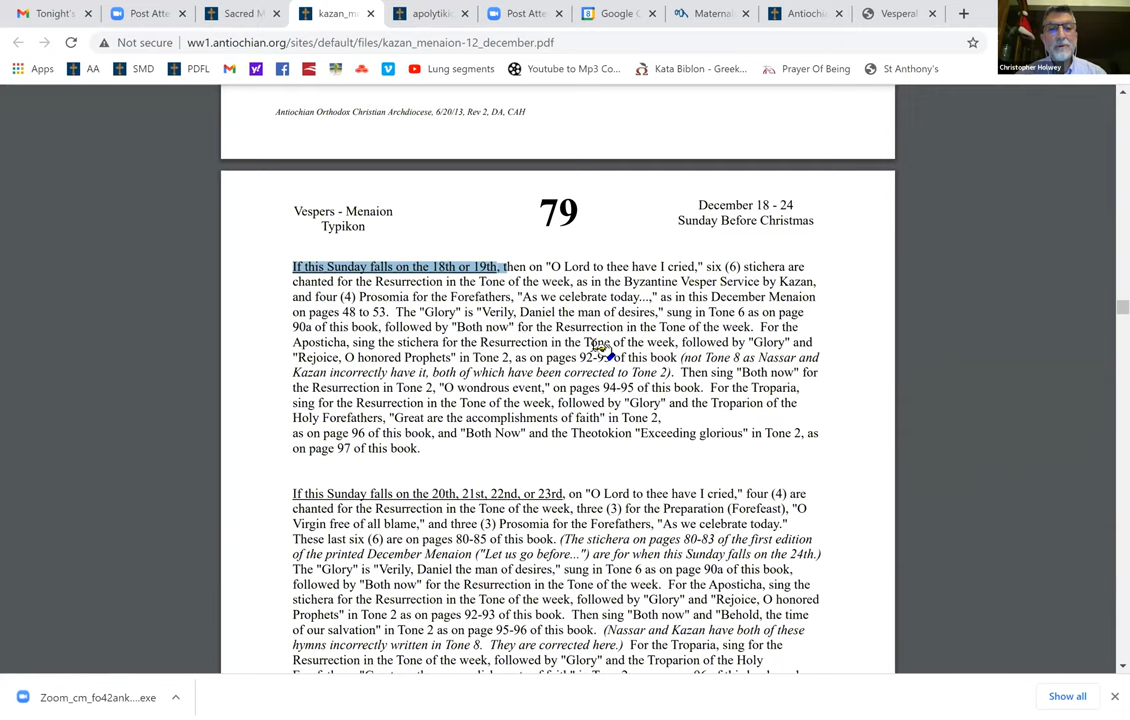 Tonight's
Post Atte
Sacred M
kazan_m
apolytiki
Post Atte
Google C
Maternal
Antiochi
Vesperal
Not secure
ww1.antiochian.org/sites/default/files/kazan_menaion-12_december.pdf
Apps
AA
SMD
PDFL
Lung segments
Youtube to Mp3 Co...
Kata Biblon - Greek...
Prayer Of Being
St Anthony's
Christopher Holwey
Antiochian Orthodox Christian Archdiocese, 6/20/13, Rev 2, DA, CAH
Vespers - Menaion
Typikon
79
December 18 - 24
Sunday Before Christmas
If this Sunday falls on the 18th or 19th, then on "O Lord to thee have I cried," six (6) stichera are
chanted for the Resurrection in the Tone of the week, as in the Byzantine Vesper Service by Kazan,
and four (4) Prosomia for the Forefathers, "As we celebrate today...," as in this December Menaion
on pages 48 to 53. The "Glory" is "Verily, Daniel the man of desires," sung in Tone 6 as on page
90a of this book, followed by "Both now" for the Resurrection in the Tone of the week. For the
Aposticha, sing the stichera for the Resurrection in the Tone of the week, followed by "Glory" and
"Rejoice, O honored Prophets" in Tone 2, as on pages 92-93 of this book (not Tone 8 as Nassar and
Kazan incorrectly have it, both of which have been corrected to Tone 2). Then sing "Both now" for
the Resurrection in Tone 2, "O wondrous event," on pages 94-95 of this book. For the Troparia,
sing for the Resurrection in the Tone of the week, followed by "Glory" and the Troparion of the
Holy Forefathers, "Great are the accomplishments of faith" in Tone 2,
as on page 96 of this book, and "Both Now" and the Theotokion "Exceeding glorious" in Tone 2, as
on page 97 of this book.
If this Sunday falls on the 20th, 21st, 22nd, or 23rd, on "O Lord to thee have I cried," four (4) are
chanted for the Resurrection in the Tone of the week, three (3) for the Preparation (Forefeast), "O
Virgin free of all blame," and three (3) Prosomia for the Forefathers, "As we celebrate today."
These last six (6) are on pages 80-85 of this book. (The stichera on pages 80-83 of the first edition
of the printed December Menaion ("Let us go before...") are for when this Sunday falls on the 24th.)
The "Glory" is "Verily, Daniel the man of desires," sung in Tone 6 as on page 90a of this book,
followed by "Both now" for the Resurrection in the Tone of the week. For the Aposticha, sing the
stichera for the Resurrection in the Tone of the week, followed by "Glory" and "Rejoice, O honored
Prophets" in Tone 2 as on pages 92-93 of this book. Then sing "Both now" and "Behold, the time
of our salvation" in Tone 2 as on page 95-96 of this book. (Nassar and Kazan have both of these
hymns incorrectly written in Tone 8. They are corrected here.) For the Troparia, sing for the
Resurrection in the Tone of the week, followed by "Glory" and the Troparion of the Holy
Zoom_cm_fo42ank....exe
Show all